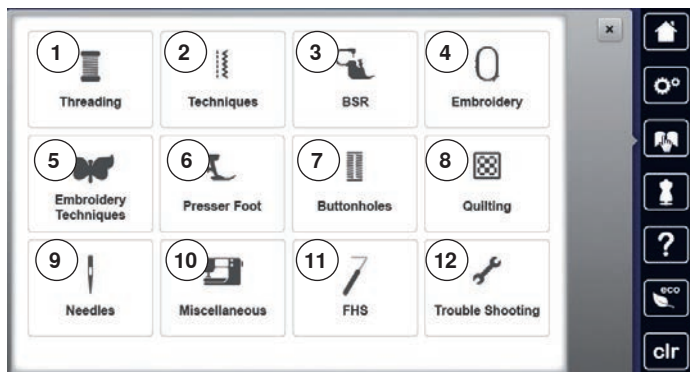 1
2
3
4
×
Threading
Techniques
BSR
Embroidery
5
6
7
8
Embroidery
Techniques
Presser Foot
Buttonholes
Quilting
9
10
11
12
Needles
Miscellaneous
FHS
Trouble Shooting
?
eco
clr